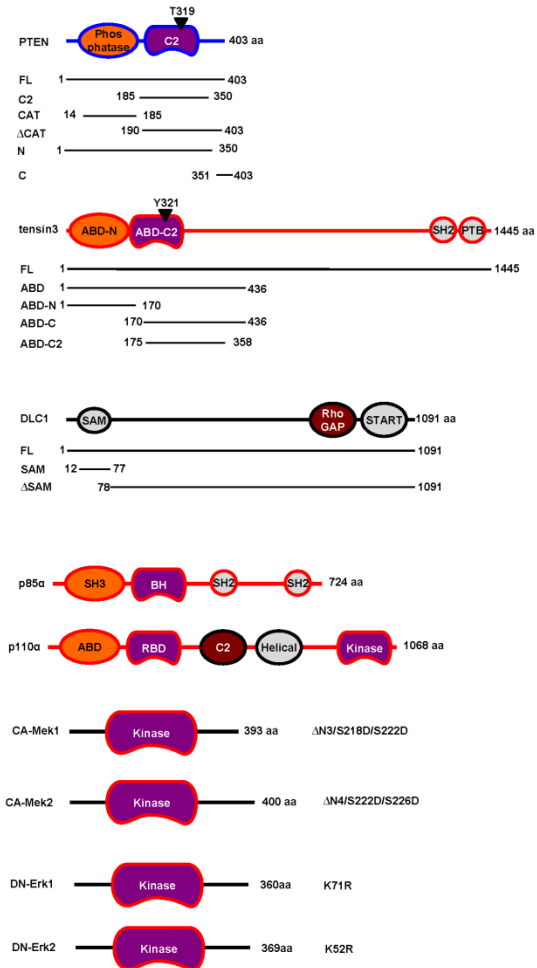 T319
PTEN Phos phatase C2 403 aa
FL 1 403
C2 185 350
CAT 14 185
ΔCAT 190 403
N 1 350
C 351 403
Y321
tensin3 ABD-N ABD-C2 SH2 PTB 1445 aa
FL 1 1445
ABD 1 436
ABD-N 1 170
ABD-C 170 436
ABD-C2 175 358
DLC1 SAM Rho GAP START 1091 aa
FL 1 1091
SAM 12 77
ΔSAM 78 1091
p85α SH3 BH SH2 SH2 724 aa
p110α ABD RBD C2 Helical Kinase 1068 aa
CA-Mek1 Kinase 393 aa ΔN3/S218D/S222D
CA-Mek2 Kinase 400 aa ΔN4/S222D/S226D
DN-Erk1 Kinase 360aa K71R
DN-Erk2 Kinase 369aa K52R